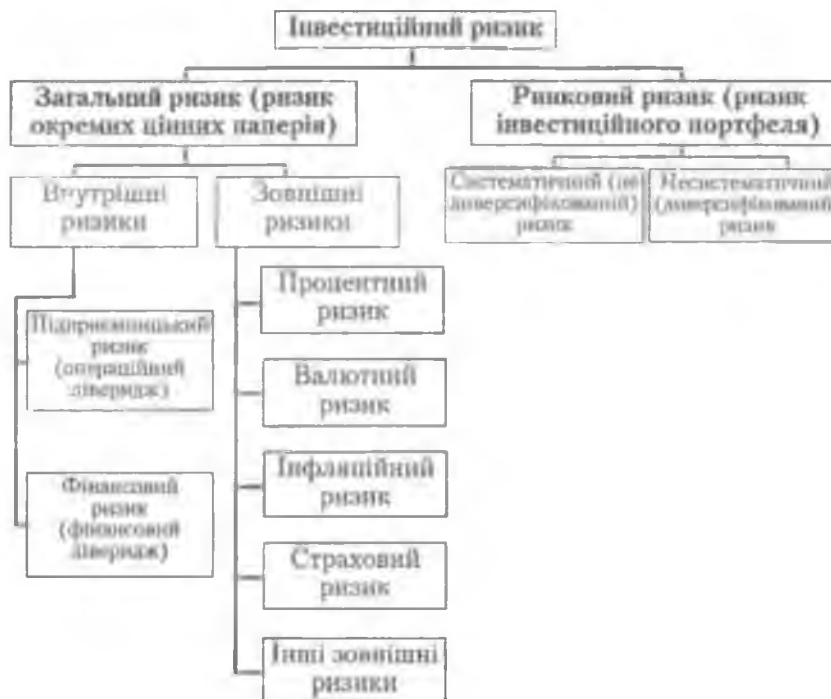 Інвестиційний ризик
Загальний ризик (ризик
окремих цінних паперів)
Ринковий ризик (ризик
інвестиційного портфеля)
Внутрішні
ризики
Зовнішні
ризики
Систематичний (не
диверсифікований)
ризик
Несистематичний
(диверсифікований
ризик
Підприємницький
ризик
(операційний
ліверидж)
Фінансовий
ризик
(фінансовий
ліверидж)
Процентний
ризик
Валютний
ризик
Інфляційний
ризик
Страховий
ризик
Інші зовнішні
ризики